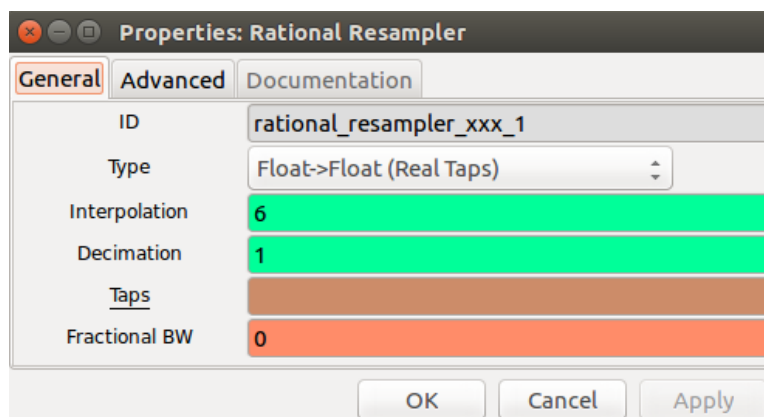 Properties: Rational Resampler
General Advanced Documentation
ID rational_resampler_xxx_1
Type Float->Float (Real Taps)
Interpolation 6
Decimation 1
Taps
Fractional BW 0
OK Cancel Apply